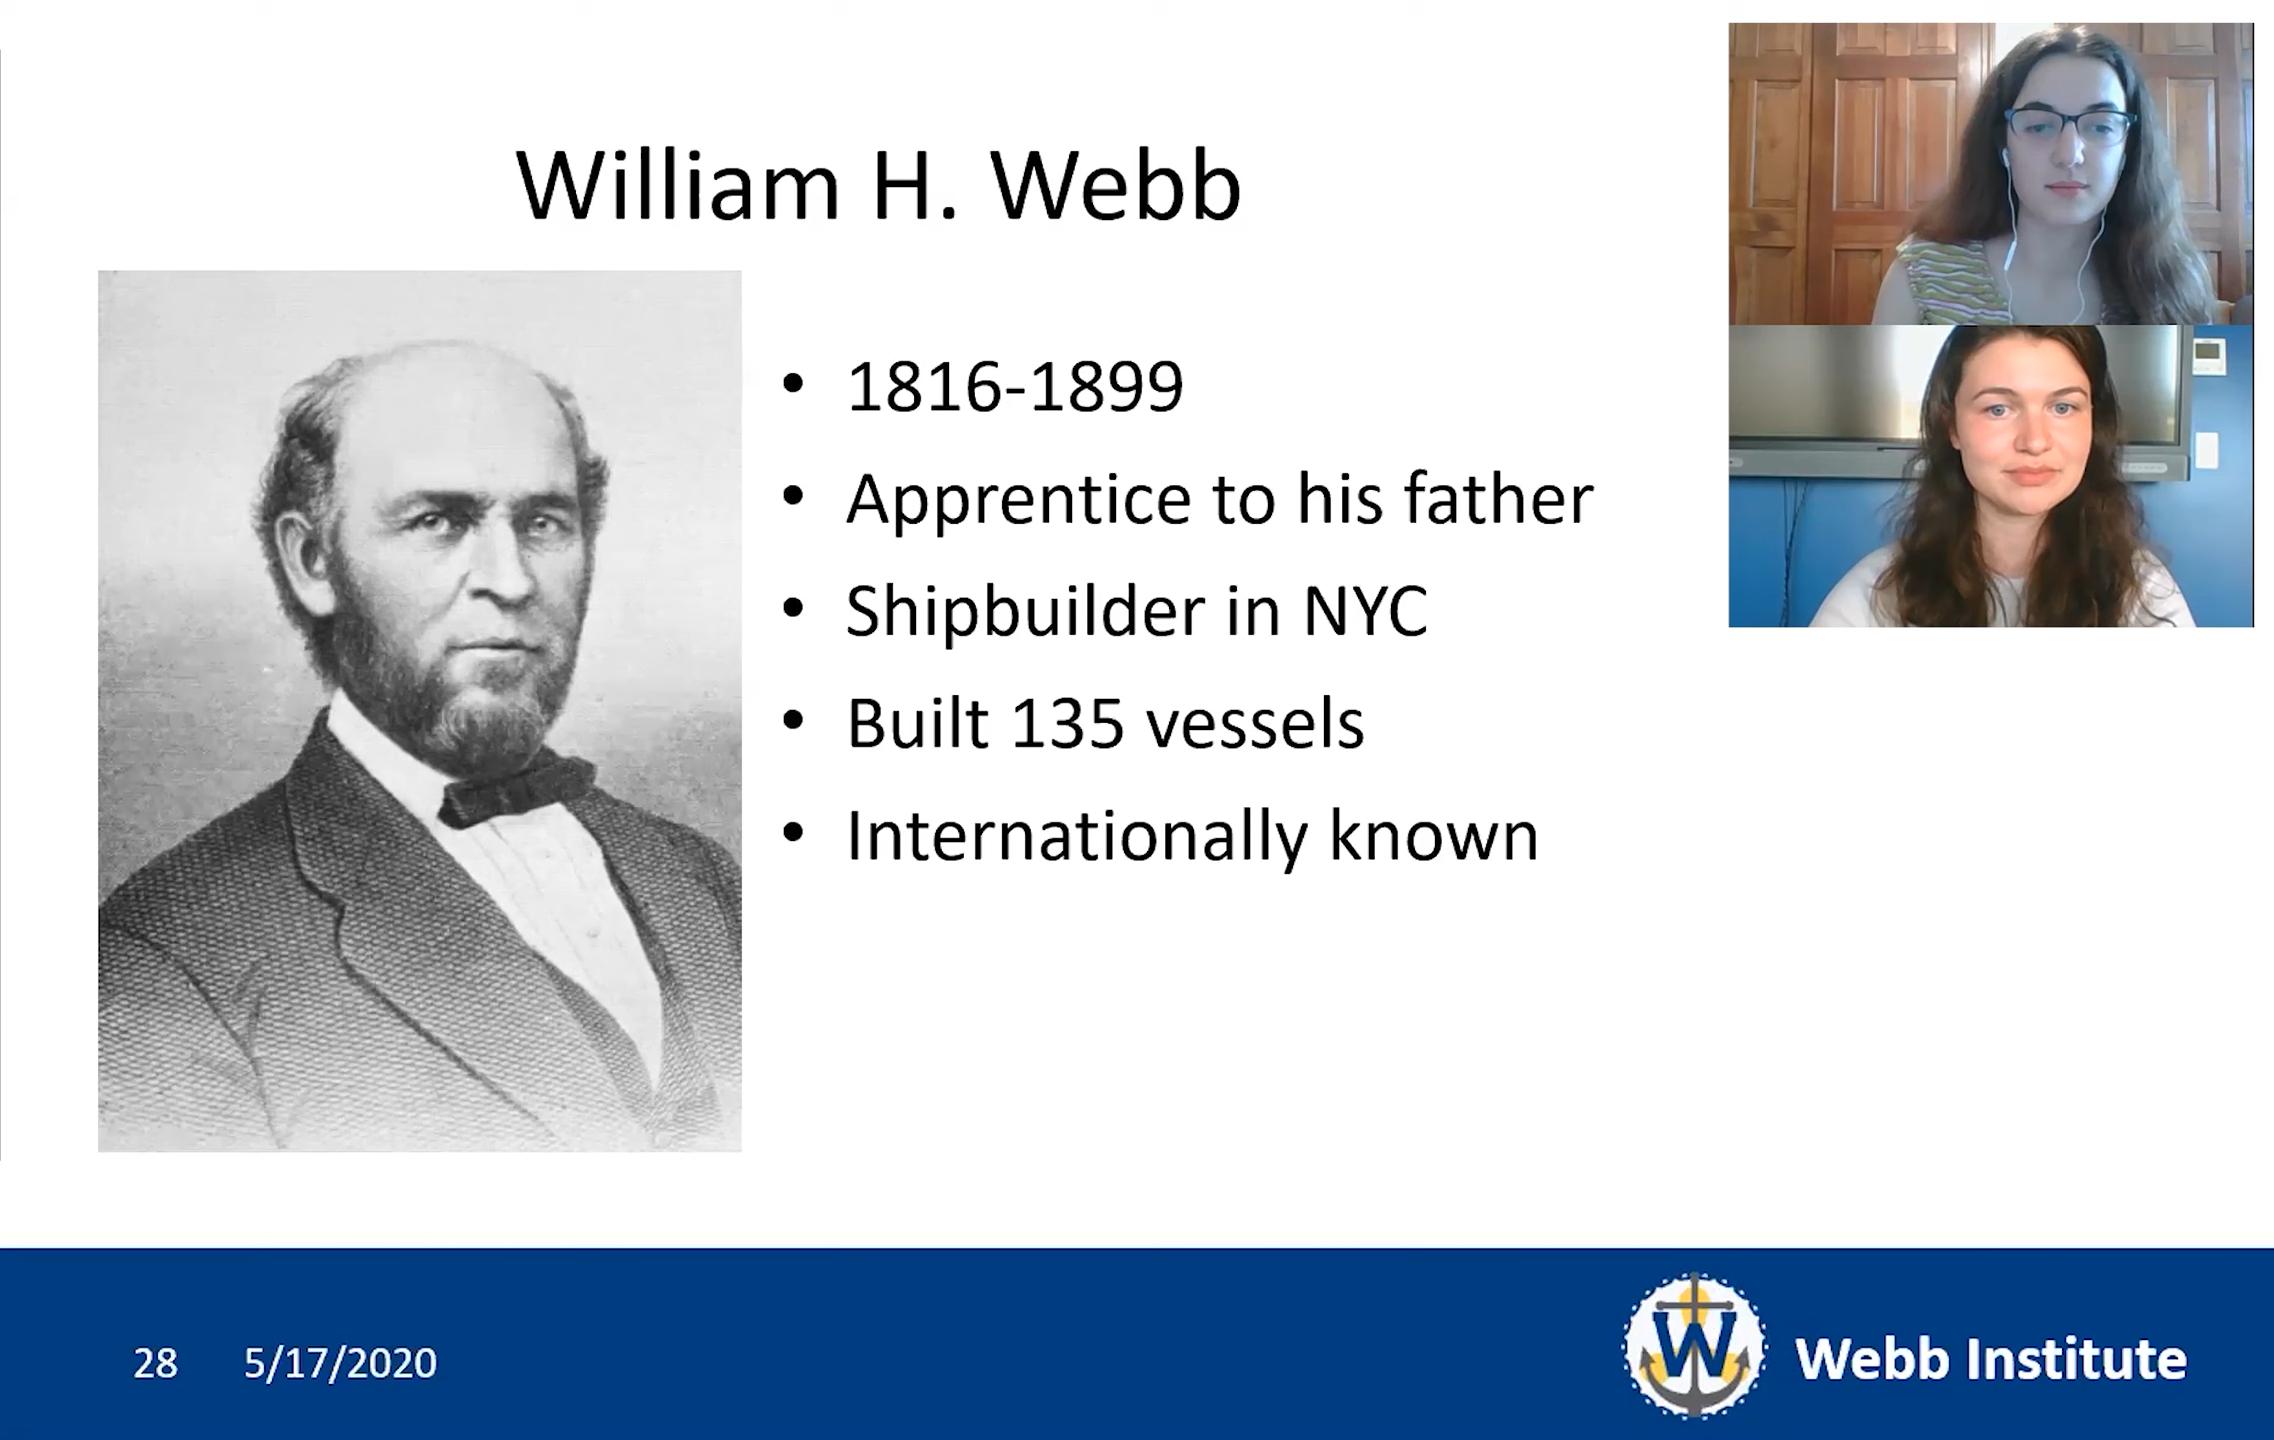 William H. Webb
• 1816-1899
• Apprentice to his father
• Shipbuilder in NYC
• Built 135 vessels
• Internationally known
28 5/17/2020
W
Webb Institute